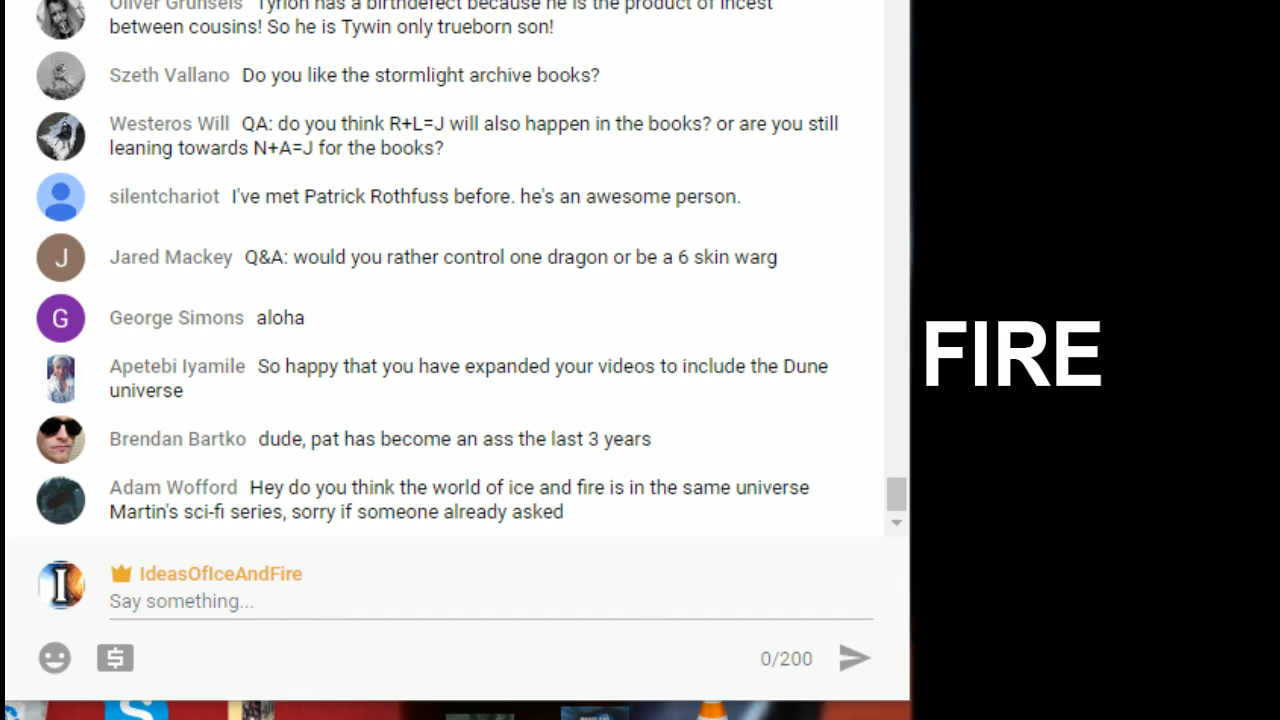 Oliver Grunsels Tyrion has a birthdefect because he is the product of incest
between cousins! So he is Tywin only trueborn son!
Szeth Vallano Do you like the stormlight archive books?
Westeros Will QA: do you think R+L=J will also happen in the books? or are you still
leaning towards N+A=J for the books?
silentchariot I've met Patrick Rothfuss before. he's an awesome person.
J
Jared Mackey Q&A: would you rather control one dragon or be a 6 skin warg
G
George Simons aloha
Apetebi Iyamile So happy that you have expanded your videos to include the Dune
universe
Brendan Bartko dude, pat has become an ass the last 3 years
Adam Wofford Hey do you think the world of ice and fire is in the same universe
Martin's sci-fi series, sorry if someone already asked
I
IdeasOfIceAndFire
Say something...
$
0/200
FIRE
S